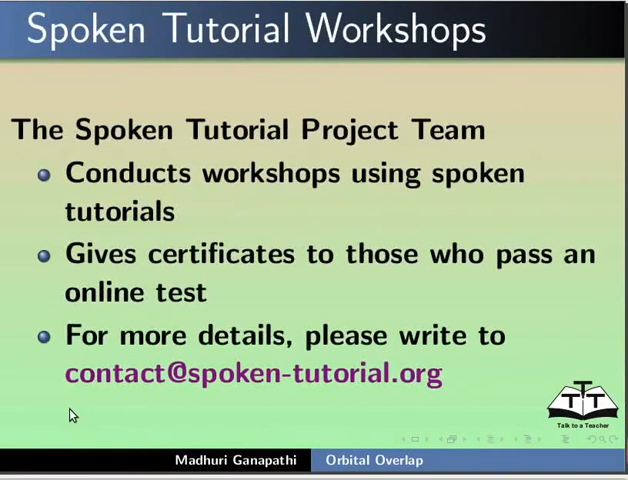 Spoken Tutorial Workshops
The Spoken Tutorial Project Team
Conducts workshops using spoken
tutorials
Gives certificates to those who pass an
online test
For more details, please write to
contact@spoken-tutorial.org
T T T
Talk to a Teacher
Madhuri Ganapathi Orbital Overlap